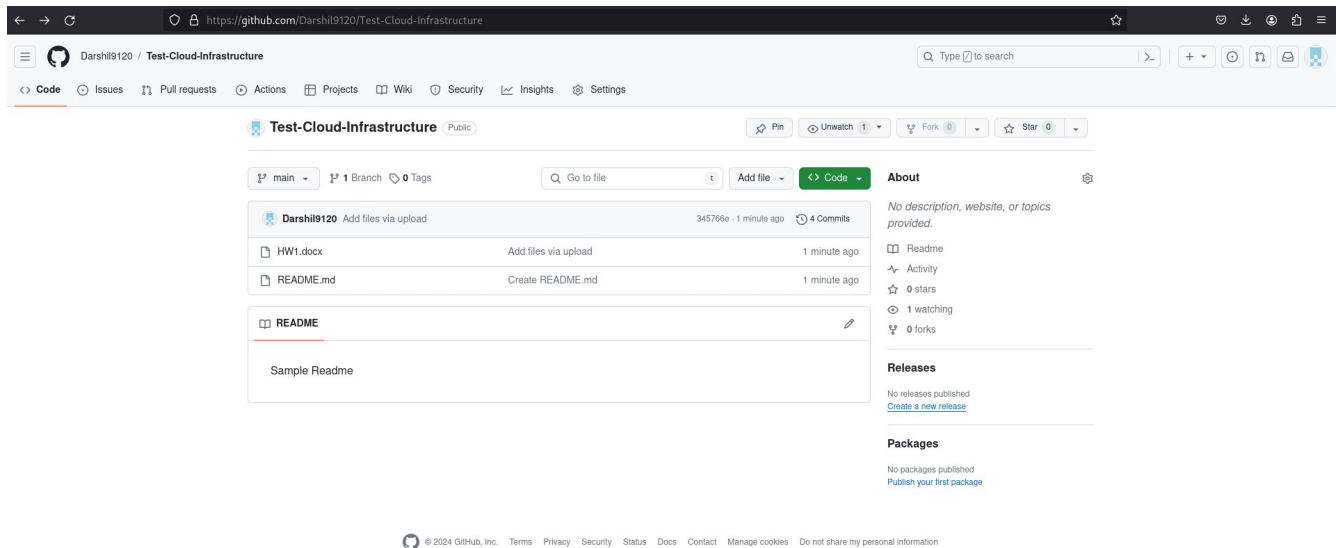 https://github.com/Darshil9120/Test-Cloud-Infrastructure
Darshil9120 / Test-Cloud-Infrastructure
Type / to search
Code Issues Pull requests Actions Projects Wiki Security Insights Settings
Test-Cloud-Infrastructure Public
Pin Unwatch 1 Fork 0 Star 0
main 1 Branch 0 Tags Go to file t Add file Code
Darshil9120 Add files via upload 345766e · 1 minute ago 4 Commits
HW1.docx Add files via upload 1 minute ago
README.md Create README.md 1 minute ago
README
Sample Readme
About
No description, website, or topics
provided.
Readme
Activity
0 stars
1 watching
0 forks
Releases
No releases published
Create a new release
Packages
No packages published
Publish your first package
© 2024 GitHub, Inc. Terms Privacy Security Status Docs Contact Manage cookies Do not share my personal information